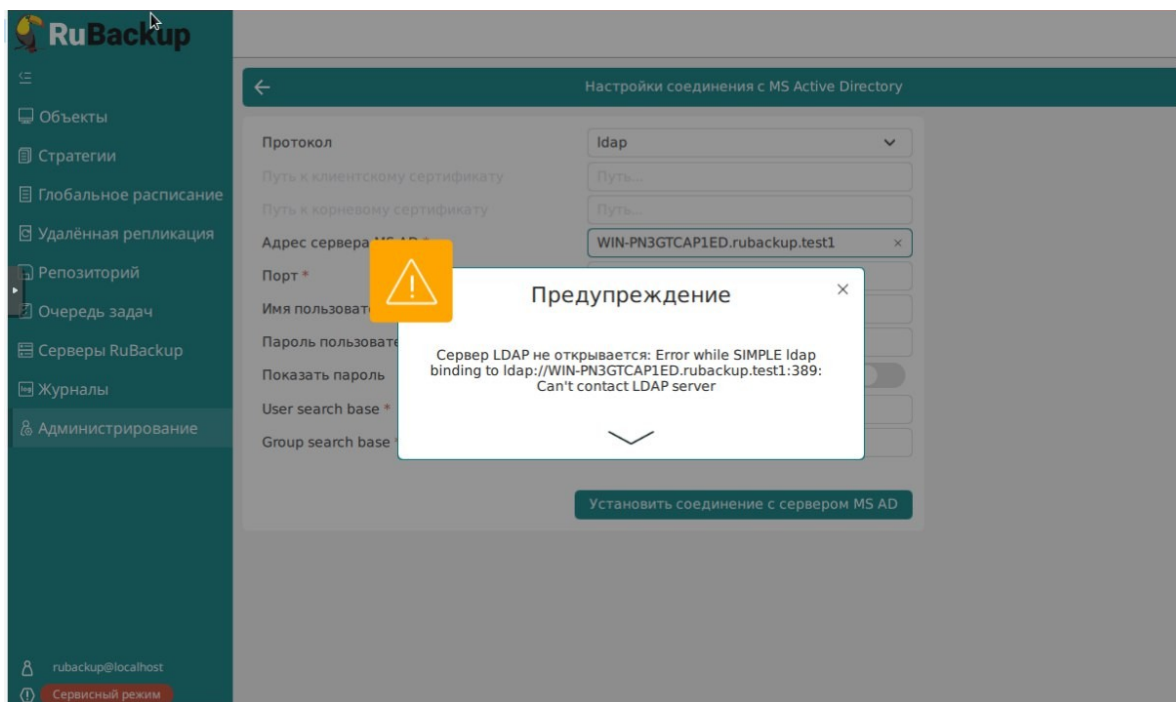 RuBackup
Объекты
Стратегии
Глобальное расписание
Удалённая репликация
Репозиторий
Очередь задач
Серверы RuBackup
Журналы
Администрирование
rubackup@localhost
Сервисный режим
Настройки соединения с MS Active Directory
Протокол
ldap
Путь к клиентскому сертификату
Путь...
Путь к корневому сертификату
Путь...
Адрес сервера MS AD *
WIN-PN3GTCAP1ED.rubackup.test1
Порт *
Имя пользоват
Пароль пользовате
Показать пароль
User search base *
Group search base *
Предупреждение
Сервер LDAP не открывается: Error while SIMPLE ldap
binding to ldap://WIN-PN3GTCAP1ED.rubackup.test1:389:
Can't contact LDAP server
Установить соединение с сервером MS AD